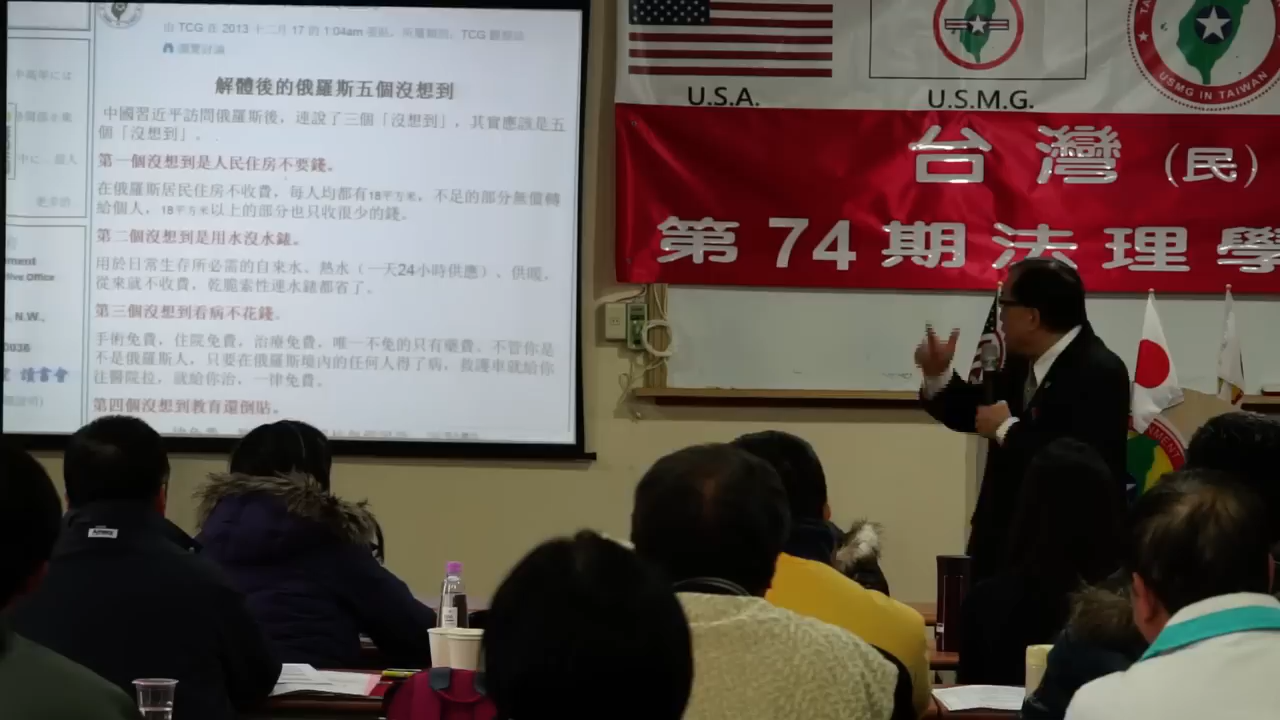 由 TCG 在 2013 十二月 17 的 1:04am 張貼
解體後的俄羅斯五個沒想到
中國習近平訪問俄羅斯後，連說了三個「沒想到」，其實應該是五
個「沒想到」。
第一個沒想到是人民住房不要錢。
在俄羅斯居民住房不收費，每人均都有18平方米，不足的部分無償轉
給個人，18平方米以上的部分也只收很少的錢。
第二個沒想到是用水沒水錶。
用於日常生存所必需的自來水、熱水（一天24小時供應）、供暖，
從來就不收費，乾脆索性連水錶都省了。
第三個沒想到看病不花錢。
手術免費，住院免費，治療免費，唯一不免的只有藥費。不管你是
不是俄羅斯人，只要在俄羅斯境內的任何人得了病，救護車就給你
往醫院拉，就給你治，一律免費。
第四個沒想到教育還倒貼。
更多的
N.W.,
讀書會
U.S.A.
U.S.M.G.
USMG IN TAIWAN
台灣(民)
第74期法理學